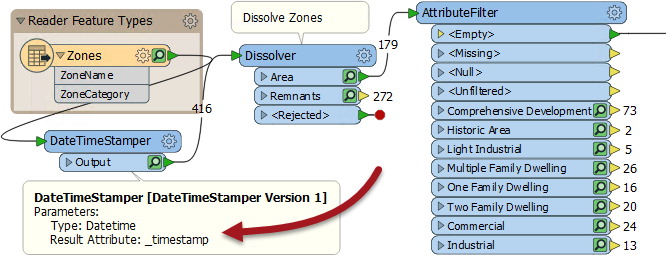 Reader Feature Types
Zones
ZoneName
ZoneCategory
416
DateTimeStamper
Output
DateTimeStamper [DateTimeStamper Version 1]
Parameters:
Type: Datetime
Result Attribute: _timestamp
Dissolve Zones
Dissolver
Area
179
Remnants
272
<Rejected>
AttributeFilter
<Empty>
<Missing>
<Null>
<Unfiltered>
Comprehensive Development 73
Historic Area 2
Light Industrial 5
Multiple Family Dwelling 26
One Family Dwelling 16
Two Family Dwelling 20
Commercial 24
Industrial 13